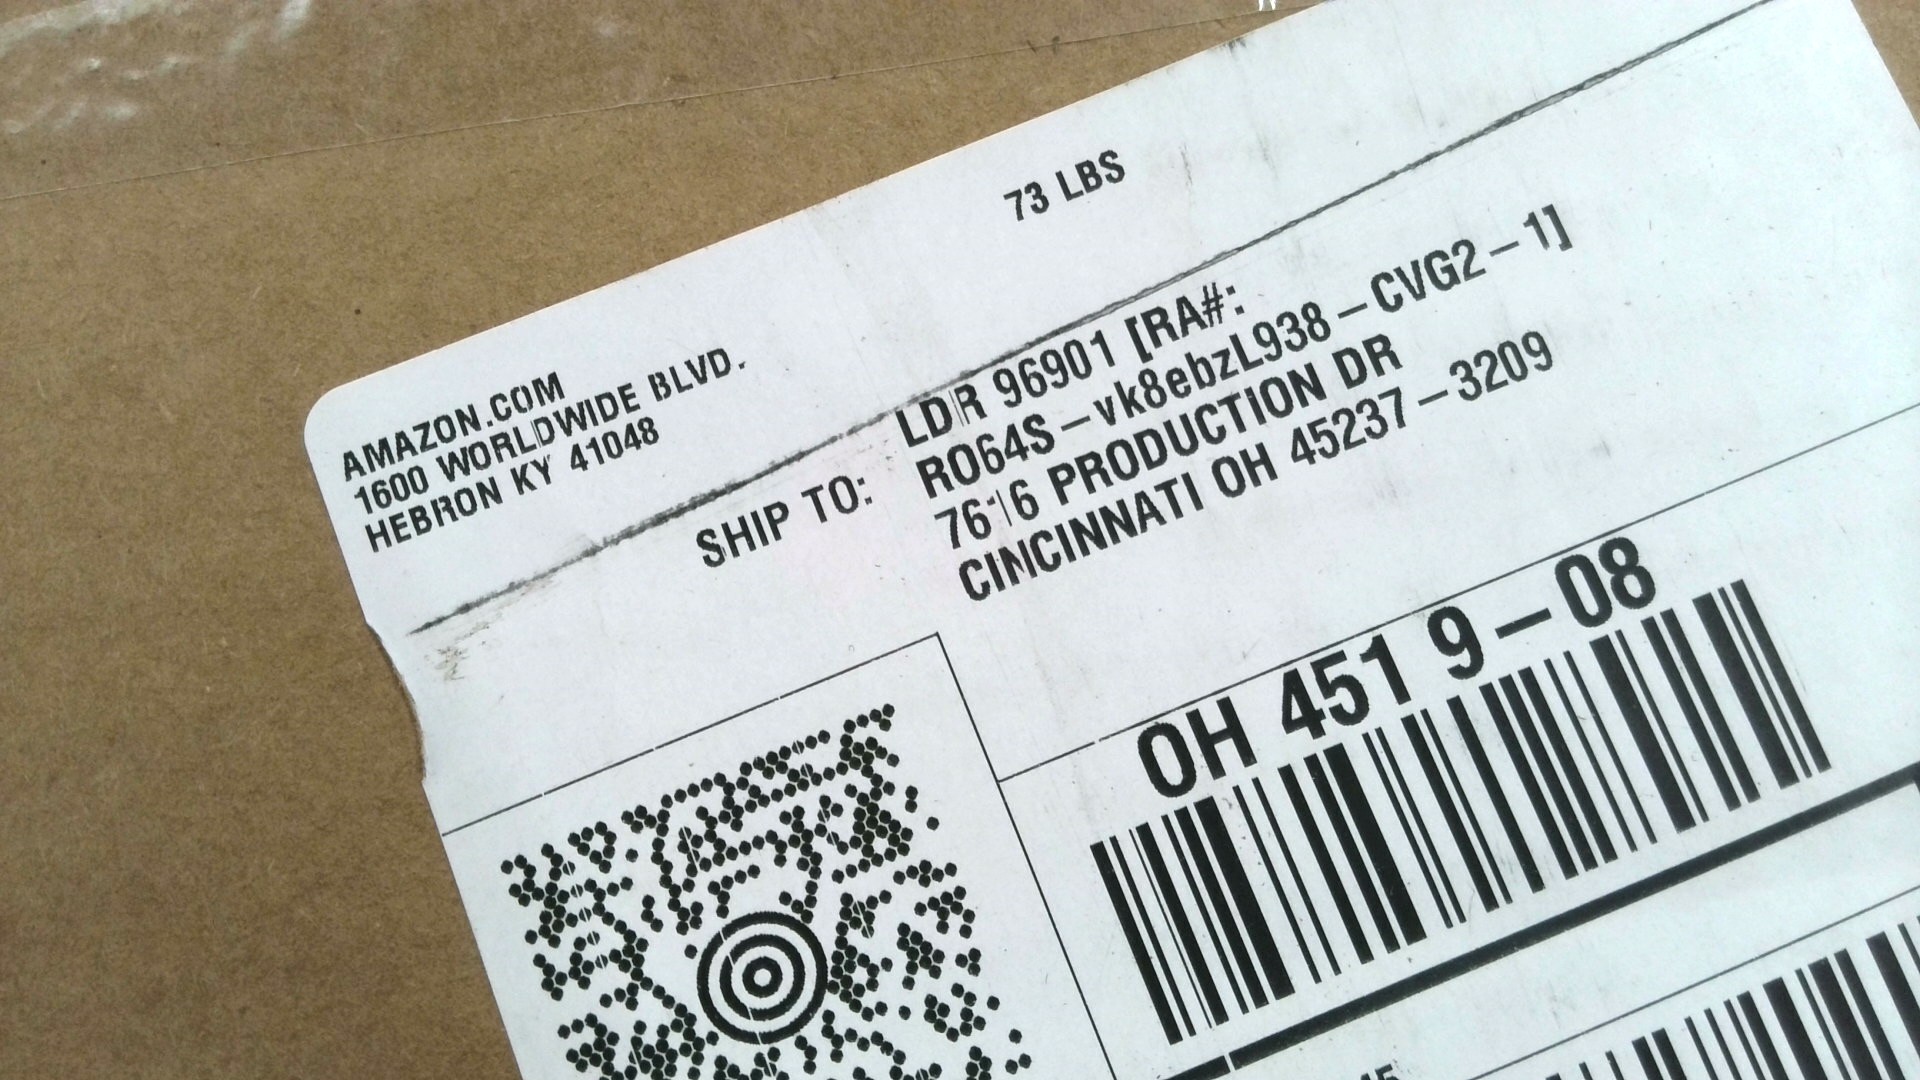 73 LBS
AMAZON.COM
1600 WORLDWIDE BLVD.
HEBRON KY 41048
SHIP TO:
LDR 96901 [RA#:
RO64S-vk8ebzL938-CVG2-1]
7616 PRODUCTION DR
CINCINNATI OH 45237-3209
OH 451 9-08